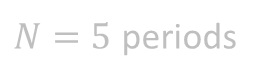 N = 5 periods